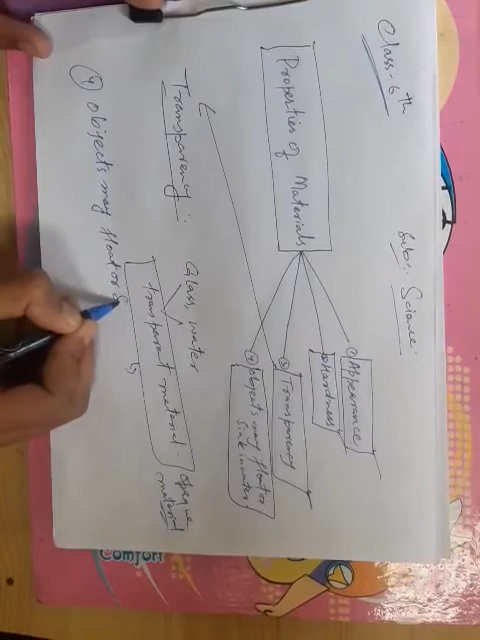 Class-6th
Sub:- Science:
Properties of Materials
① Appearance
② Hardness
③ Transparency
④ Objects may float or
sink in water
Transparency:-
Glass, water
transparent material.
opaque
material
④ Objects may float or S
Comfort